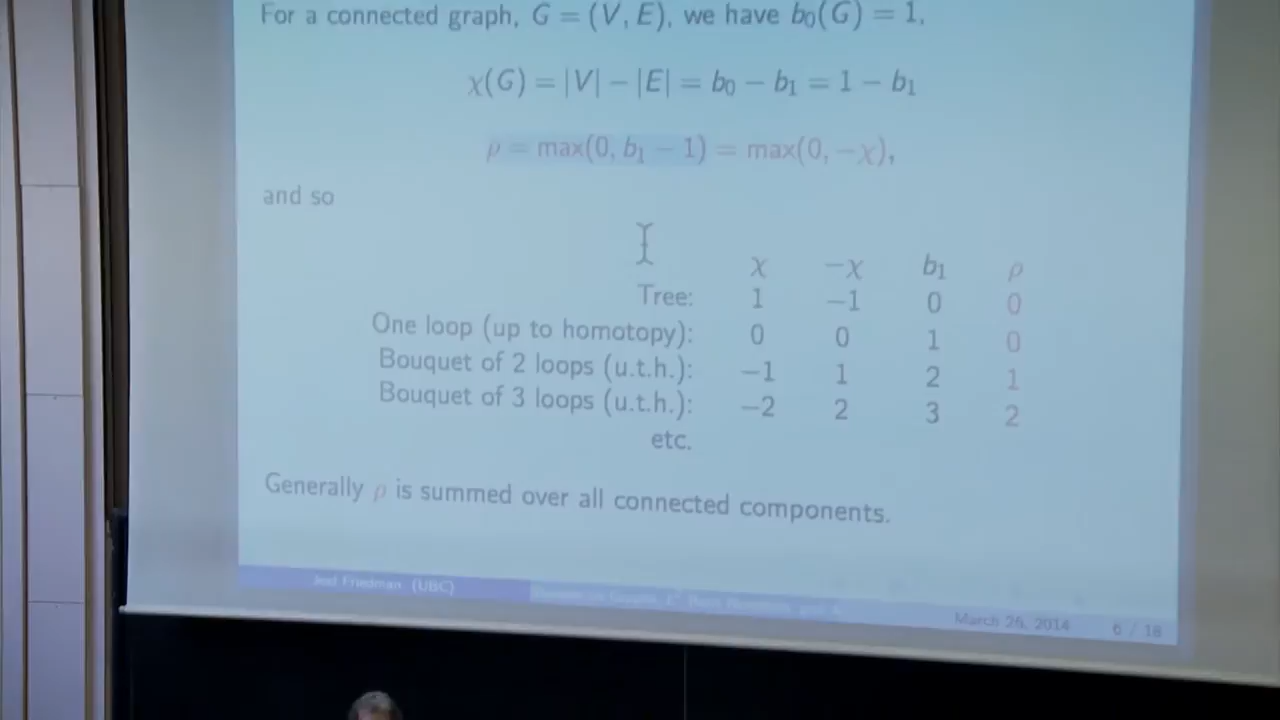 For a connected graph, G = (V, E), we have b₀(G) = 1,
χ(G) = |V| − |E| = b₀ − b₁ = 1 − b₁
ρ = max(0, b₁ − 1) = max(0, −χ),
and so
χ −χ b₁ ρ
Tree: 1 −1 0 0
One loop (up to homotopy): 0 0 1 0
Bouquet of 2 loops (u.t.h.): −1 1 2 1
Bouquet of 3 loops (u.t.h.): −2 2 3 2
etc.
Generally ρ is summed over all connected components.
Joel Friedman (UBC)
March 26, 2014 6 / 18